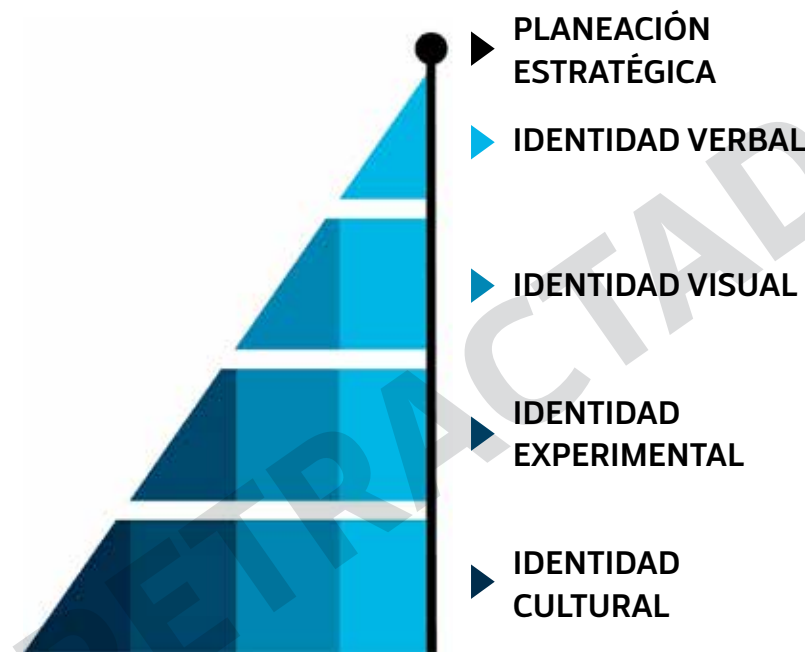 PLANEACIÓN
ESTRATÉGICA
IDENTIDAD VERBAL
IDENTIDAD VISUAL
IDENTIDAD
EXPERIMENTAL
IDENTIDAD
CULTURAL
RETRACTAD